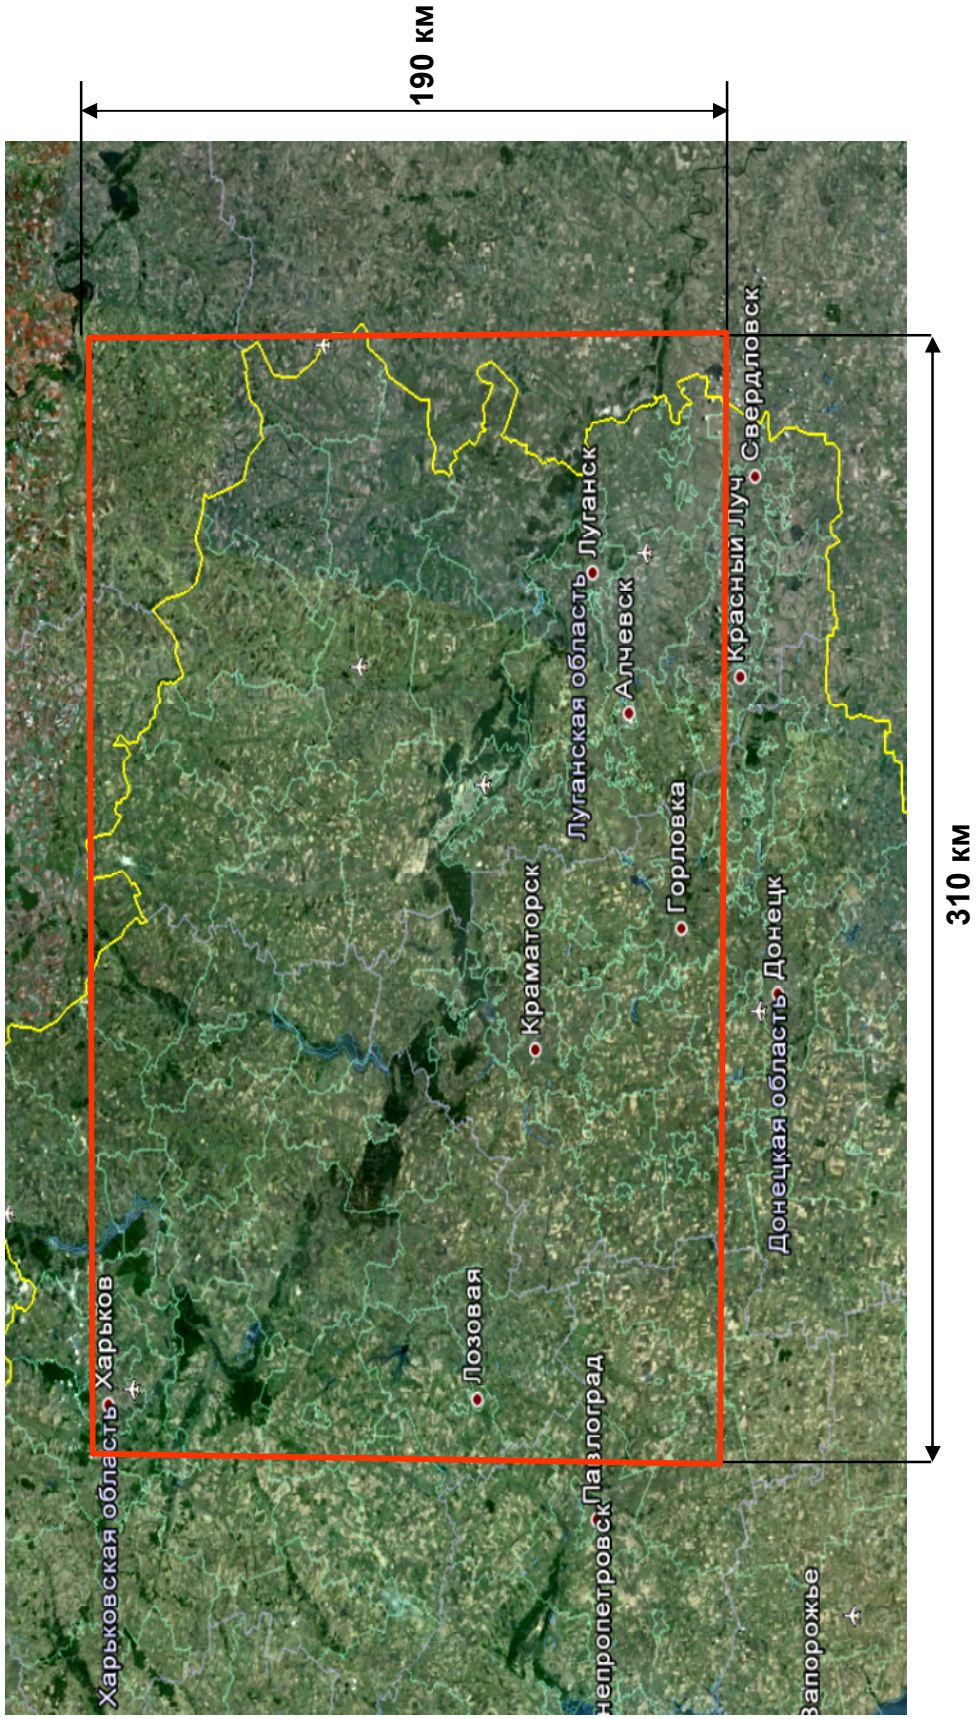 190 км
310 км
Свердловск
Красный Луч
Луганск
Луганская область
Алчевск
Горловка
Краматорск
Донецк
Донецкая область
Харьков
Харьковская область
Лозовая
Павлоград
непропетровск
Запорожье